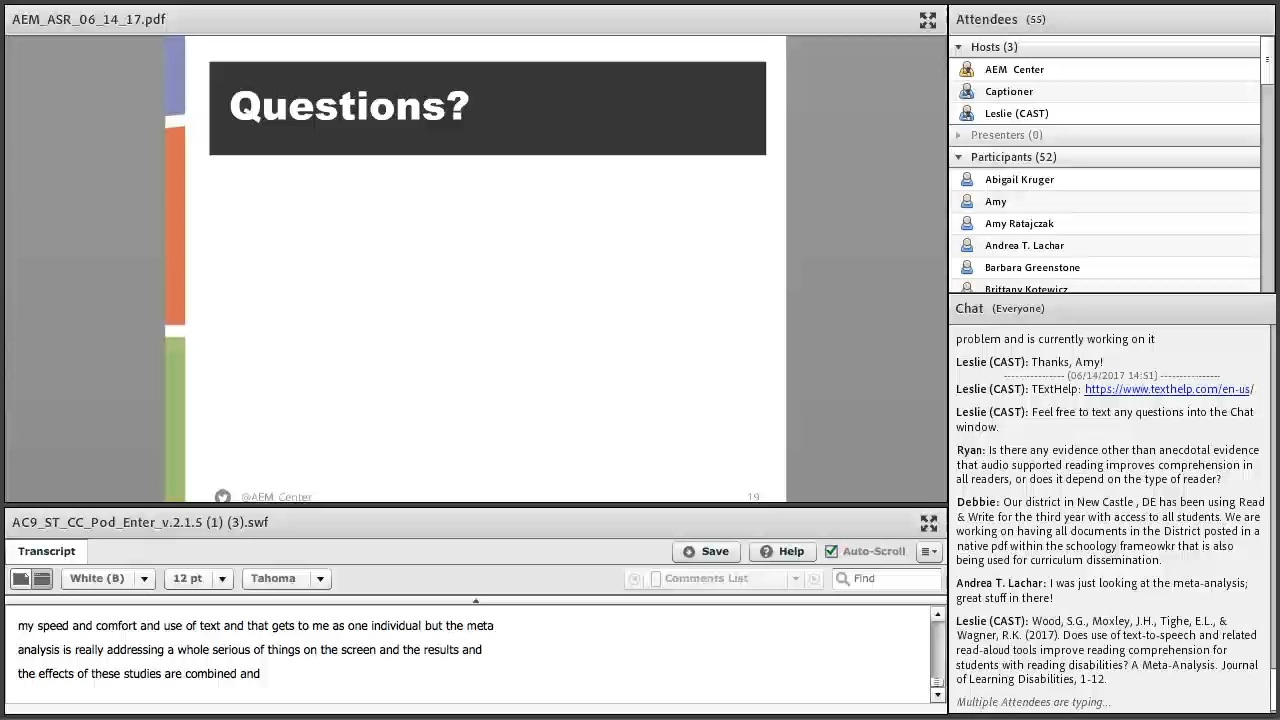 AEM_ASR_06_14_17.pdf
Questions?
@AEM_Center
19
AC9_ST_CC_Pod_Enter_v.2.1.5 (1) (3).swf
Transcript
Save
Help
Auto-Scroll
White (B)
12 pt
Tahoma
Comments List
Find
my speed and comfort and use of text and that gets to me as one individual but the meta
analysis is really addressing a whole serious of things on the screen and the results and
the effects of these studies are combined and
Attendees (55)
Hosts (3)
AEM Center
Captioner
Leslie (CAST)
Presenters (0)
Participants (52)
Abigail Kruger
Amy
Amy Ratajczak
Andrea T. Lachar
Barbara Greenstone
Brittany Kotewicz
Chat (Everyone)
problem and is currently working on it
Leslie (CAST): Thanks, Amy!
----------------- (06/14/2017 14:51) -----------------
Leslie (CAST): TExtHelp: https://www.texthelp.com/en-us/
Leslie (CAST): Feel free to text any questions into the Chat
window.
Ryan: Is there any evidence other than anecdotal evidence
that audio supported reading improves comprehension in
all readers, or does it depend on the type of reader?
Debbie: Our district in New Castle , DE has been using Read
& Write for the third year with access to all students. We are
working on having all documents in the District posted in a
native pdf within the schoology frameowkr that is also
being used for curriculum dissemination.
Andrea T. Lachar: I was just looking at the meta-analysis;
great stuff in there!
Leslie (CAST): Wood, S.G., Moxley, J.H., Tighe, E.L., &
Wagner, R.K. (2017). Does use of text-to-speech and related
read-aloud tools improve reading comprehension for
students with reading disabilities? A Meta-Analysis. Journal
of Learning Disabilities, 1-12.
Multiple Attendees are typing...